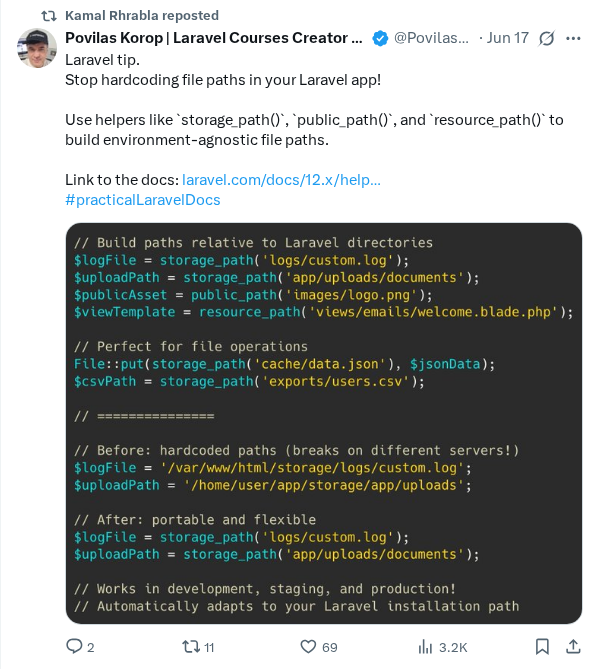 Kamal Rhrabla reposted
Povilas Korop | Laravel Courses Creator ... @Povilas... · Jun 17
Laravel tip.
Stop hardcoding file paths in your Laravel app!
Use helpers like `storage_path()`, `public_path()`, and `resource_path()` to
build environment-agnostic file paths.
Link to the docs: laravel.com/docs/12.x/help...
#practicalLaravelDocs
// Build paths relative to Laravel directories
$logFile = storage_path('logs/custom.log');
$uploadPath = storage_path('app/uploads/documents');
$publicAsset = public_path('images/logo.png');
$viewTemplate = resource_path('views/emails/welcome.blade.php');
// Perfect for file operations
File::put(storage_path('cache/data.json'), $jsonData);
$csvPath = storage_path('exports/users.csv');
// ===============
// Before: hardcoded paths (breaks on different servers!)
$logFile = '/var/www/html/storage/logs/custom.log';
$uploadPath = '/home/user/app/storage/app/uploads';
// After: portable and flexible
$logFile = storage_path('logs/custom.log');
$uploadPath = storage_path('app/uploads/documents');
// Works in development, staging, and production!
// Automatically adapts to your Laravel installation path
2 11 69 3.2K